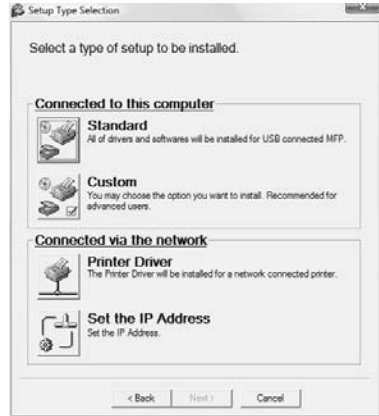 Setup Type Selection
Select a type of setup to be installed.
Connected to this computer
Standard
All of drivers and softwares will be installed for USB connected MFP.
Custom
You may choose the option you want to install. Recommended for
advanced users.
Connected via the network
Printer Driver
The Printer Driver will be installed for a network connected printer.
Set the IP Address
Set the IP Address.
< Back
Next >
Cancel